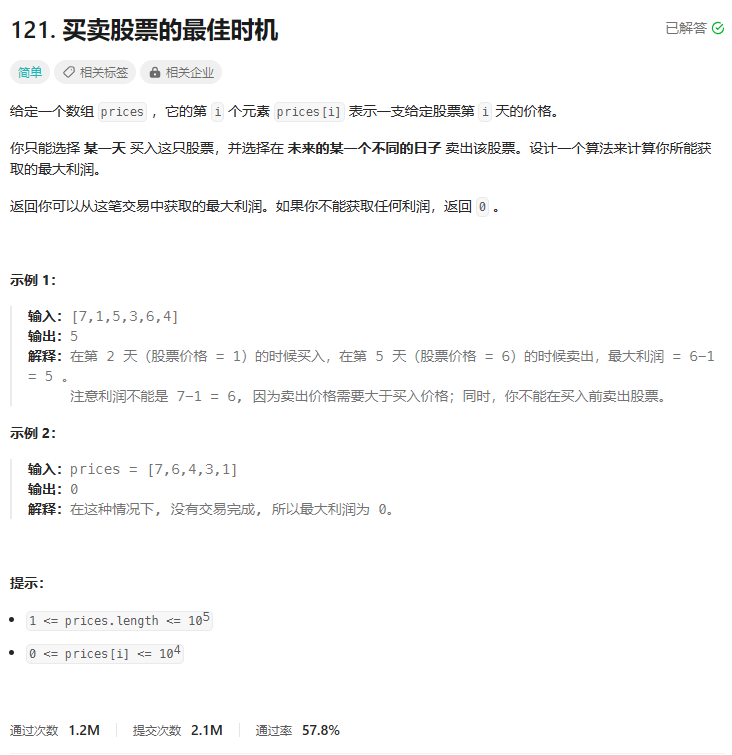 121. 买卖股票的最佳时机
已解答
简单 相关标签 相关企业
给定一个数组 prices ，它的第 i 个元素 prices[i] 表示一支给定股票第 i 天的价格。
你只能选择 某一天 买入这只股票，并选择在 未来的某一个不同的日子 卖出该股票。设计一个算法来计算你所能获
取的最大利润。
返回你可以从这笔交易中获取的最大利润。如果你不能获取任何利润，返回 0 。
示例 1：
输入：[7,1,5,3,6,4]
输出：5
解释：在第 2 天（股票价格 = 1）的时候买入，在第 5 天（股票价格 = 6）的时候卖出，最大利润 = 6-1
= 5 。
注意利润不能是 7-1 = 6, 因为卖出价格需要大于买入价格；同时，你不能在买入前卖出股票。
示例 2：
输入：prices = [7,6,4,3,1]
输出：0
解释：在这种情况下, 没有交易完成, 所以最大利润为 0。
提示：
1 <= prices.length <= 10⁵
0 <= prices[i] <= 10⁴
通过次数 1.2M 提交次数 2.1M 通过率 57.8%